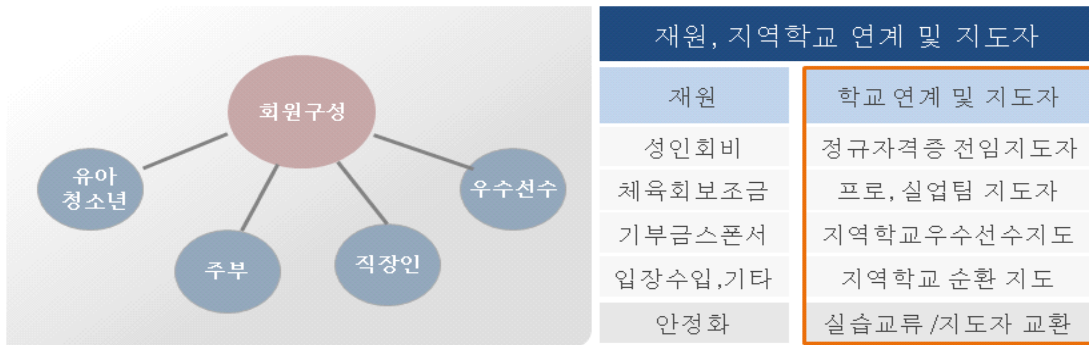 회원구성
유아
청소년
주부
직장인
우수선수
재원, 지역학교 연계 및 지도자
재원
학교 연계 및 지도자
성인회비
정규자격증 전임지도자
체육회보조금
프로, 실업팀 지도자
기부금스폰서
지역학교우수선수지도
입장수입,기타
지역학교 순환 지도
안정화
실습교류 /지도자 교환